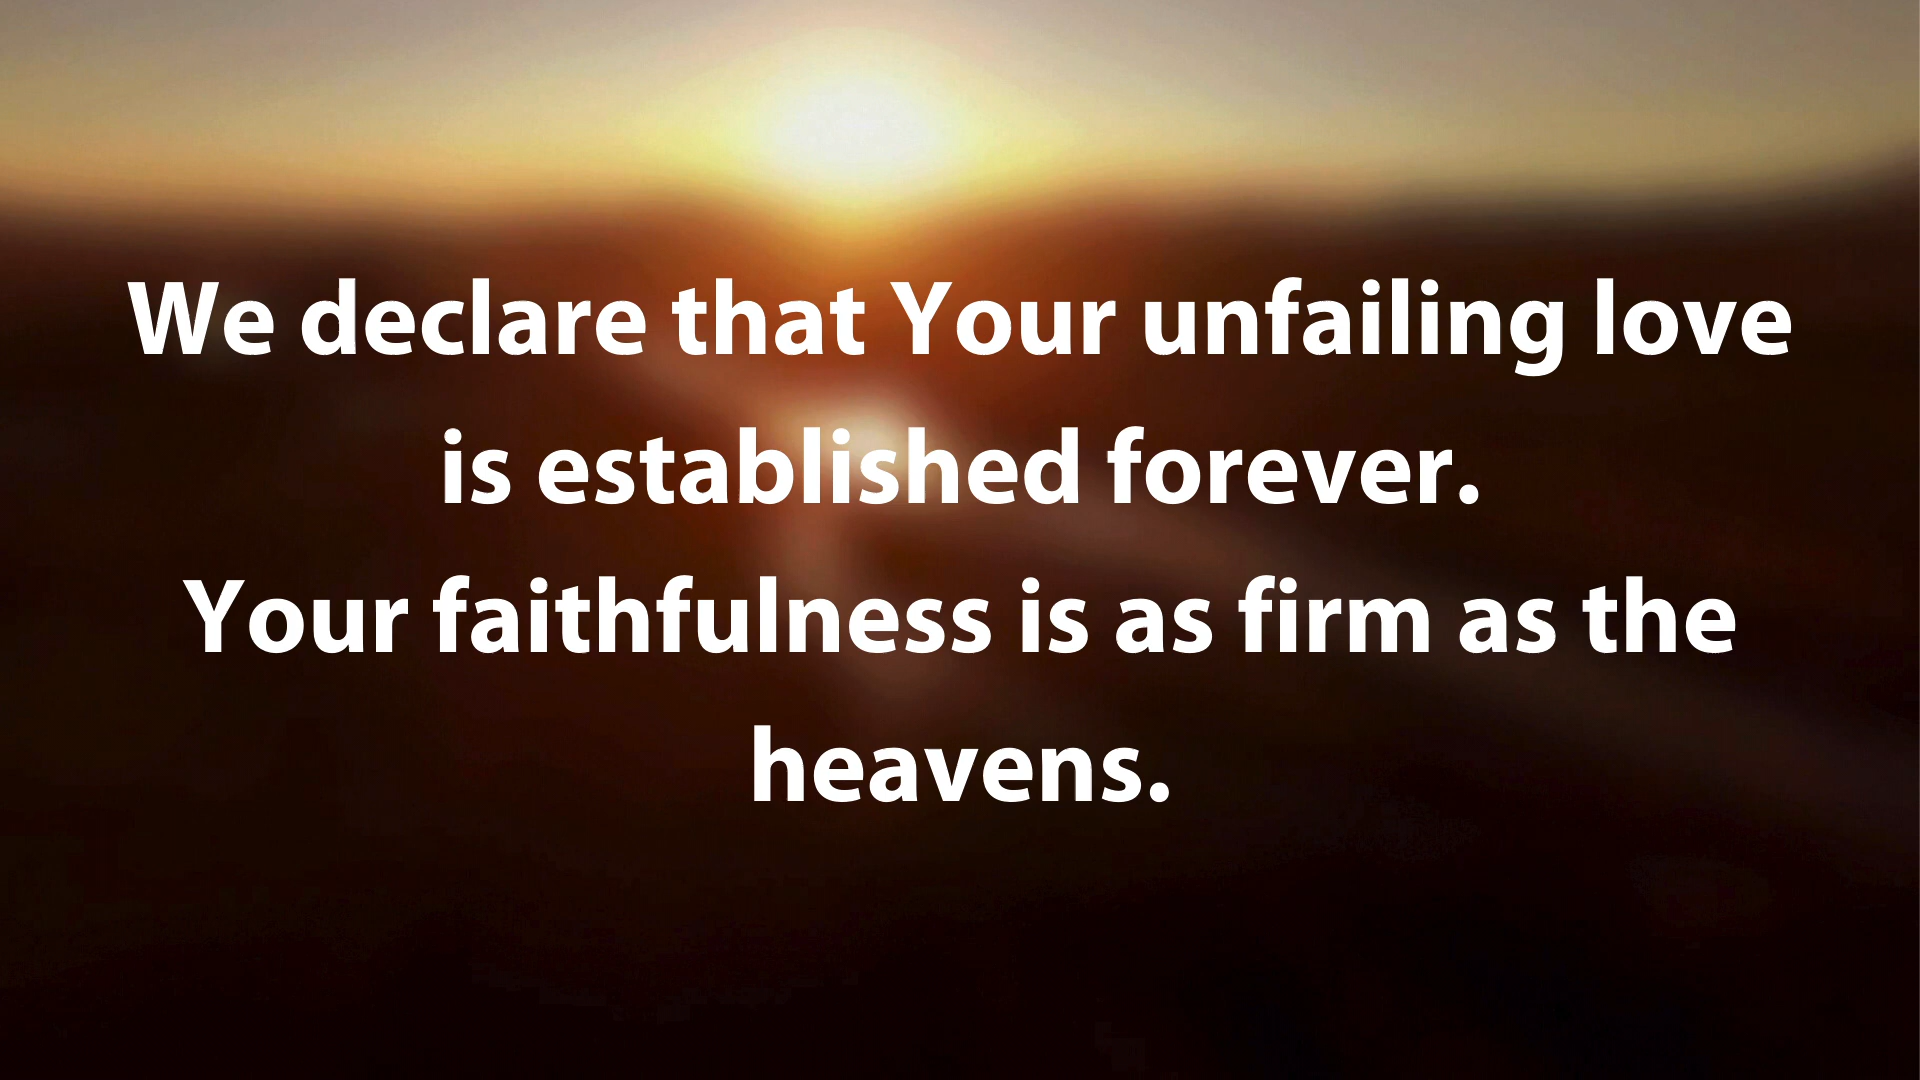 We declare that Your unfailing love
is established forever.
Your faithfulness is as firm as the
heavens.